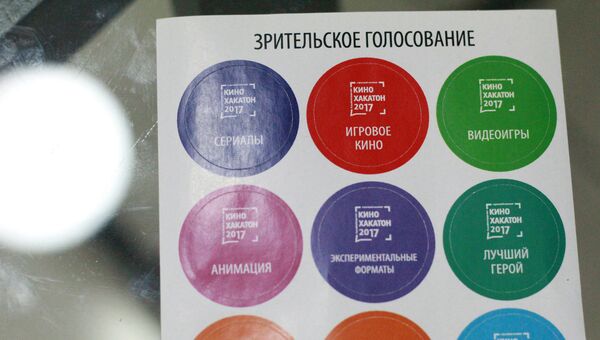 ЗРИТЕЛЬСКОЕ ГОЛОСОВАНИЕ
КИНО
ХАКАТОН
2017
СЕРИАЛЫ
КИНО
ХАКАТОН
2017
ИГРОВОЕ
КИНО
КИНО
ХАКАТОН
2017
ВИДЕОИГРЫ
КИНО
ХАКАТОН
2017
АНИМАЦИЯ
КИНО
ХАКАТОН
2017
ЭКСПЕРИМЕНТАЛЬНЫЕ
ФОРМАТЫ
КИНО
ХАКАТОН
2017
ЛУЧШИЙ
ГЕРОЙ